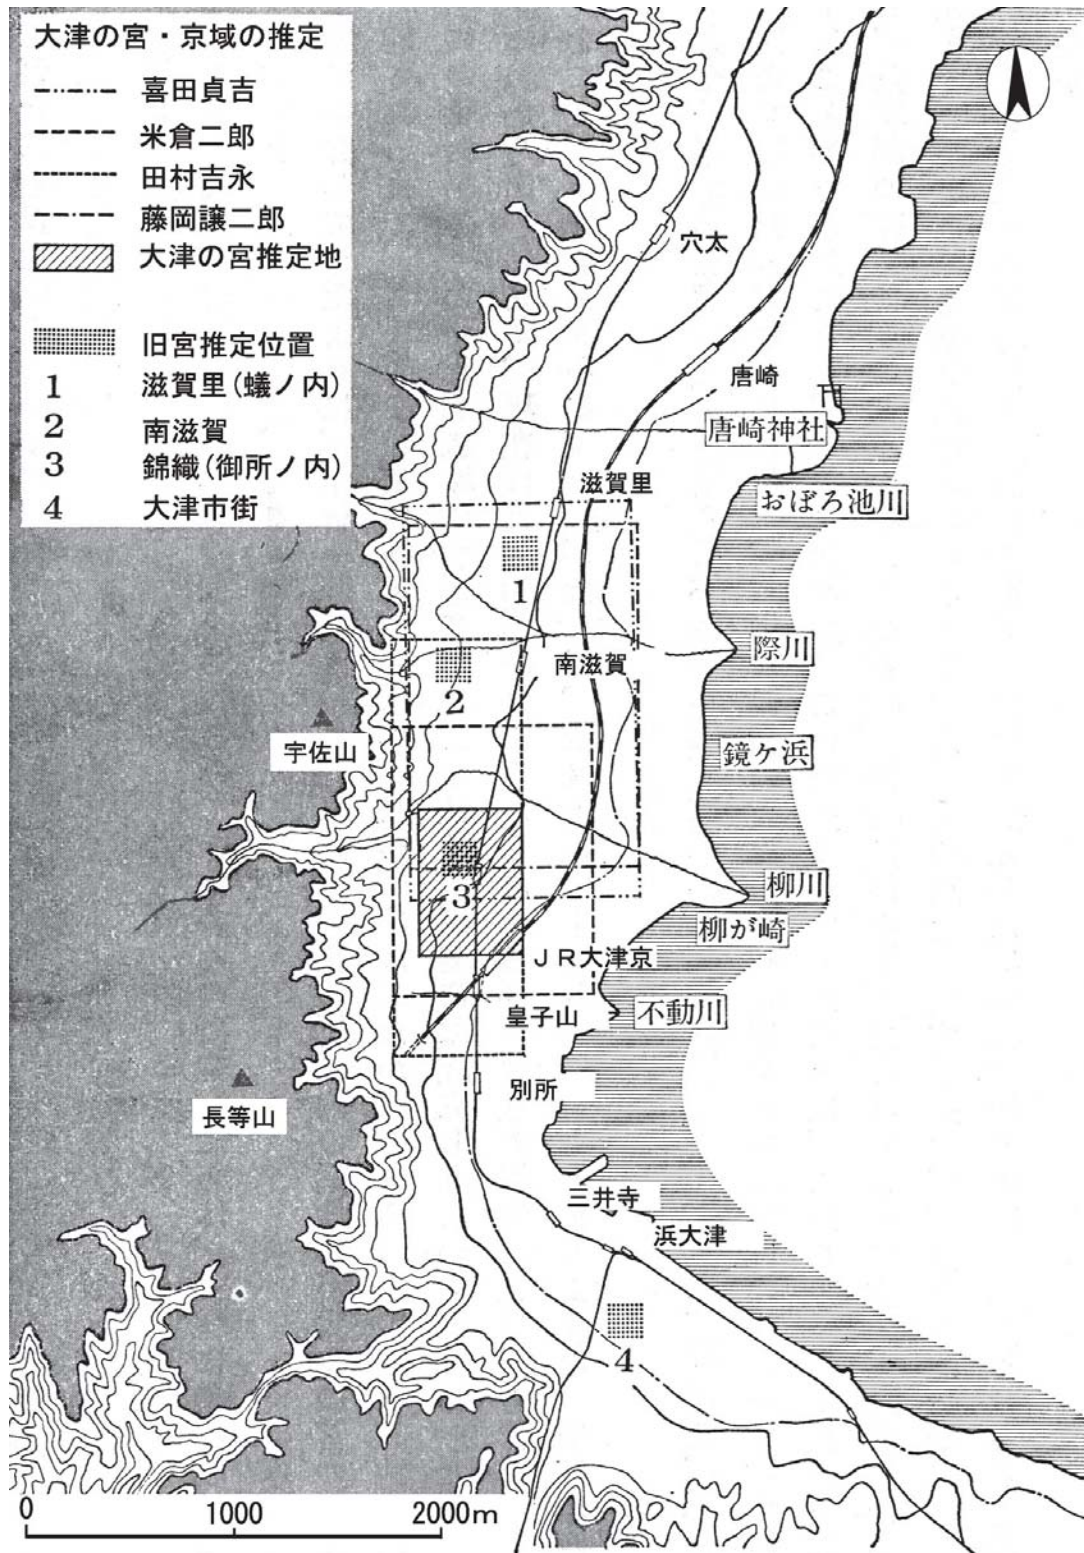 大津の宮・京域の推定
喜田貞吉
米倉二郎
田村吉永
藤岡譲二郎
大津の宮推定地
旧宮推定位置
1 滋賀里(蟻ノ内)
2 南滋賀
3 錦織(御所ノ内)
4 大津市街
穴太
唐崎
唐崎神社
滋賀里
おぼろ池川
1
際川
南滋賀
2
宇佐山
鏡ケ浜
3
柳川
柳が崎
JR大津京
皇子山
不動川
別所
長等山
三井寺
浜大津
4
0 1000 2000m